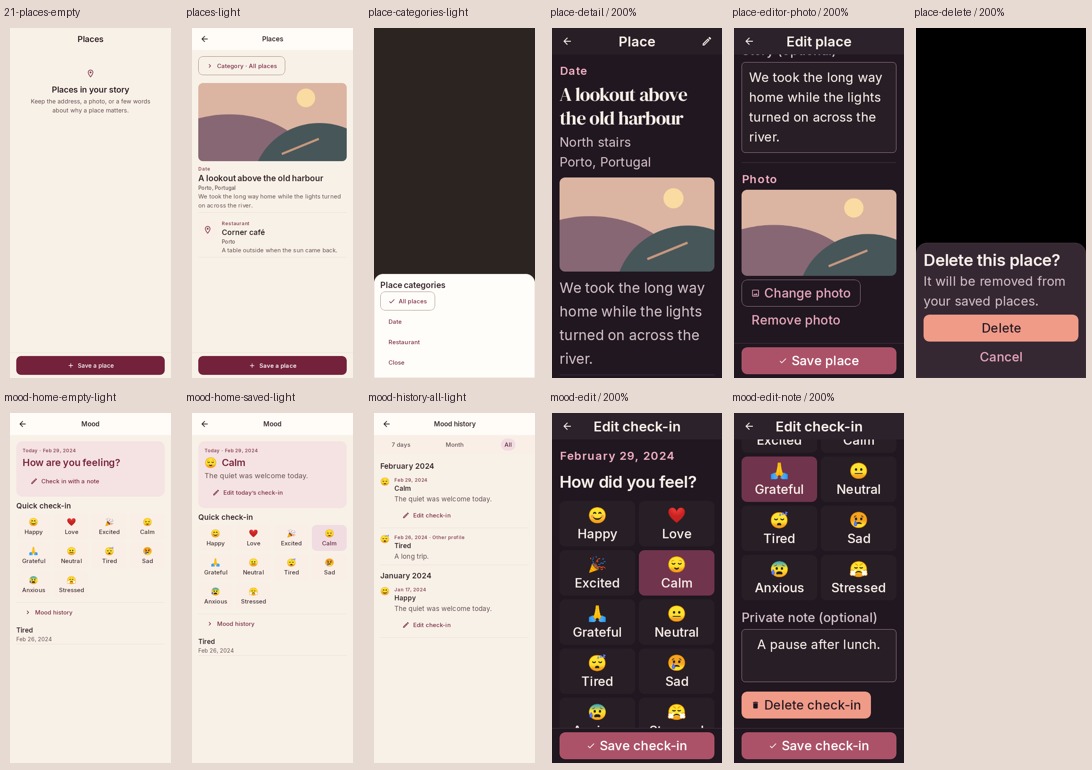 21-places-empty
Places
Places in your story
Keep the address, a photo, or a few words
about why a place matters.
+ Save a place
places-light
Places
Category · All places
Date
A lookout above the old harbour
Porto, Portugal
We took the long way home while the lights turned
on across the river.
Restaurant
Corner café
Porto
A table outside when the sun came back.
+ Save a place
place-categories-light
Place categories
All places
Date
Restaurant
Close
place-detail / 200%
Place
Date
A lookout above
the old harbour
North stairs
Porto, Portugal
We took the long way
home while the lights
turned on across the
river.
place-editor-photo / 200%
Edit place
Story (optional)
We took the long way
home while the lights
turned on across the
river.
Photo
Change photo
Remove photo
Save place
place-delete / 200%
Delete this place?
It will be removed from
your saved places.
Delete
Cancel
mood-home-empty-light
Mood
Today · Feb 29, 2024
How are you feeling?
Check in with a note
Quick check-in
Happy Love Excited Calm
Grateful Neutral Tired Sad
Anxious Stressed
Mood history
Tired
Feb 26, 2024
mood-home-saved-light
Mood
Today · Feb 29, 2024
Calm
The quiet was welcome today.
Edit today's check-in
Quick check-in
Happy Love Excited Calm
Grateful Neutral Tired Sad
Anxious Stressed
Mood history
Tired
Feb 26, 2024
mood-history-all-light
Mood history
7 days Month All
February 2024
Feb 29, 2024
Calm
The quiet was welcome today.
Edit check-in
Feb 26, 2024 · Other profile
Tired
A long trip.
January 2024
Jan 17, 2024
Happy
The quiet was welcome today.
Edit check-in
mood-edit / 200%
Edit check-in
February 29, 2024
How did you feel?
Happy Love
Excited Calm
Grateful Neutral
Tired Sad
mood-edit-note / 200%
Save check-in
Edit check-in
Excited Calm
Grateful Neutral
Tired Sad
Anxious Stressed
Private note (optional)
A pause after lunch.
Delete check-in
Save check-in